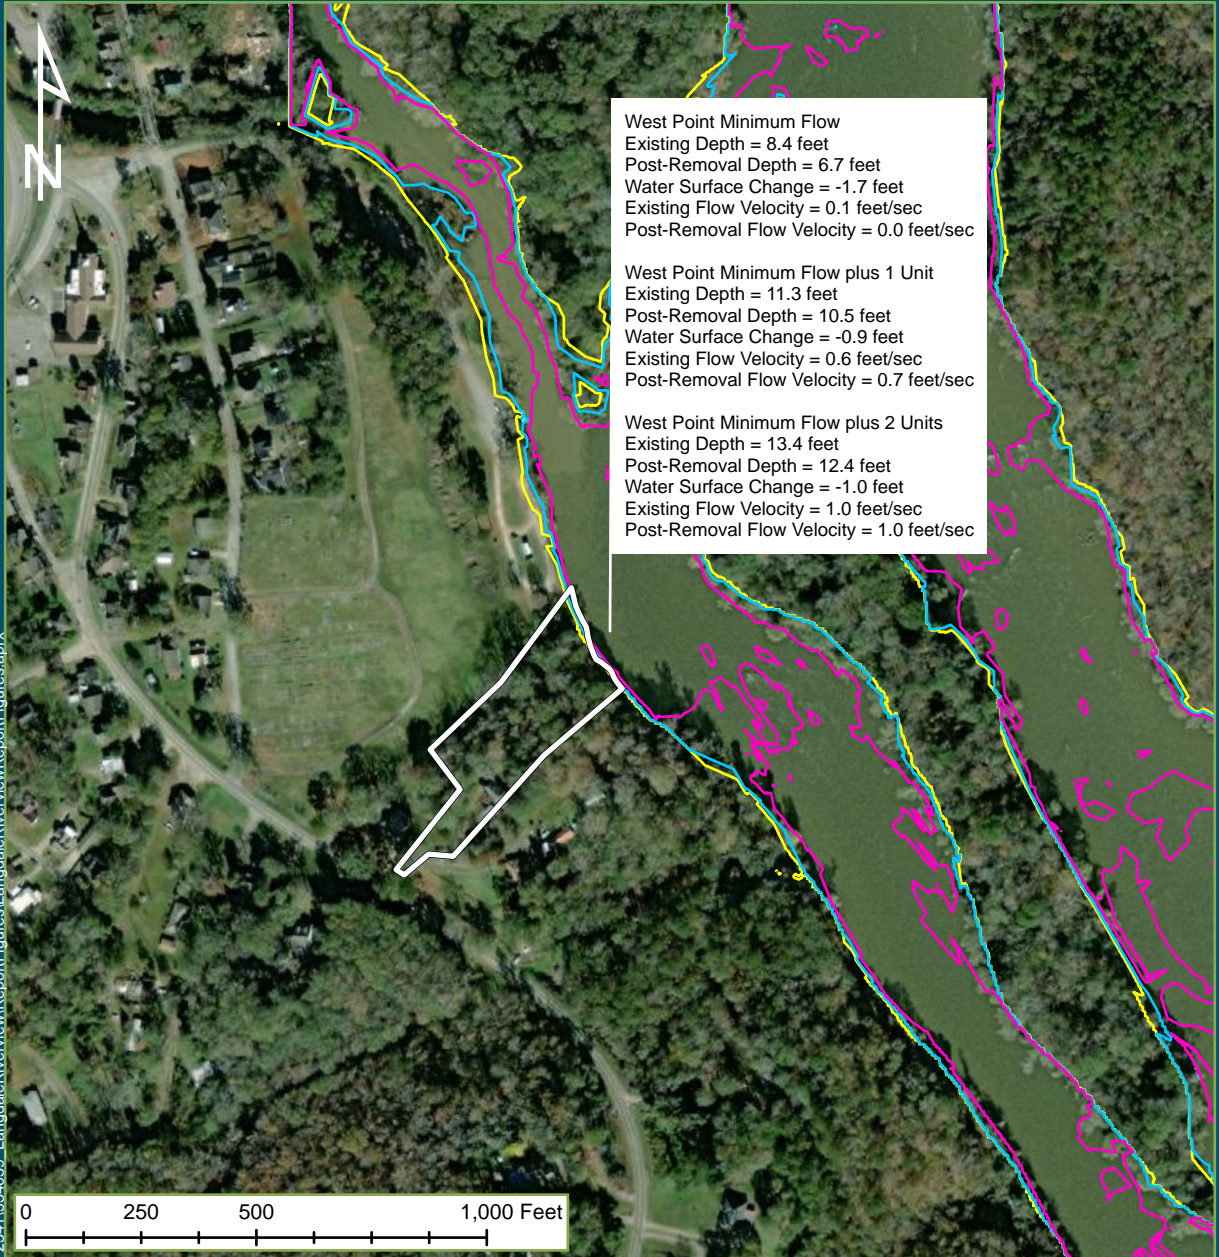 N
West Point Minimum Flow
Existing Depth = 8.4 feet
Post-Removal Depth = 6.7 feet
Water Surface Change = -1.7 feet
Existing Flow Velocity = 0.1 feet/sec
Post-Removal Flow Velocity = 0.0 feet/sec
West Point Minimum Flow plus 1 Unit
Existing Depth = 11.3 feet
Post-Removal Depth = 10.5 feet
Water Surface Change = -0.9 feet
Existing Flow Velocity = 0.6 feet/sec
Post-Removal Flow Velocity = 0.7 feet/sec
West Point Minimum Flow plus 2 Units
Existing Depth = 13.4 feet
Post-Removal Depth = 12.4 feet
Water Surface Change = -1.0 feet
Existing Flow Velocity = 1.0 feet/sec
Post-Removal Flow Velocity = 1.0 feet/sec
0 250 500 1,000 Feet